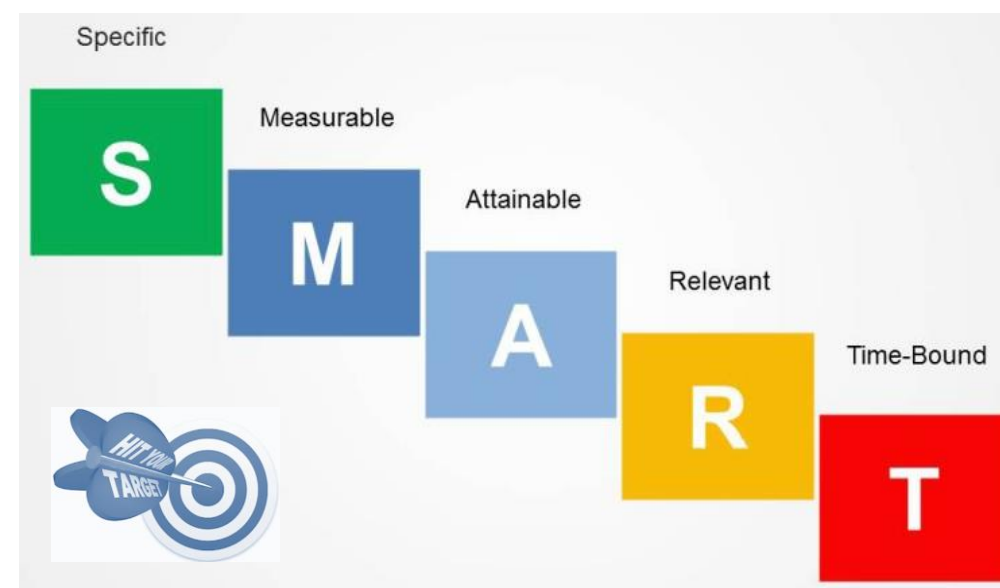 Specific
S
Measurable
M
Attainable
A
Relevant
R
Time-Bound
T
HIT YOUR
TARGET